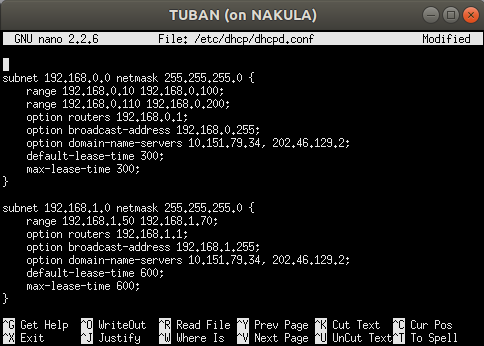 TUBAN (on NAKULA)
GNU nano 2.2.6 File: /etc/dhcp/dhcpd.conf Modified
subnet 192.168.0.0 netmask 255.255.255.0 {
    range 192.168.0.10 192.168.0.100;
    range 192.168.0.110 192.168.0.200;
    option routers 192.168.0.1;
    option broadcast-address 192.168.0.255;
    option domain-name-servers 10.151.79.34, 202.46.129.2;
    default-lease-time 300;
    max-lease-time 300;
}
subnet 192.168.1.0 netmask 255.255.255.0 {
    range 192.168.1.50 192.168.1.70;
    option routers 192.168.1.1;
    option broadcast-address 192.168.1.255;
    option domain-name-servers 10.151.79.34, 202.46.129.2;
    default-lease-time 600;
    max-lease-time 600;
}
^G Get Help ^O WriteOut ^R Read File ^Y Prev Page ^K Cut Text ^C Cur Pos
^X Exit ^J Justify ^W Where Is ^V Next Page ^U UnCut Text ^T To Spell